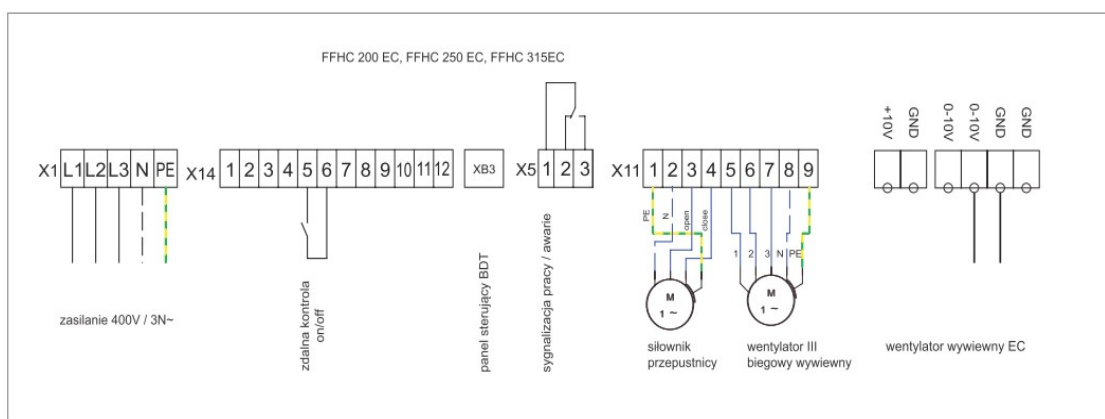 FFHC 200 EC, FFHC 250 EC, FFHC 315EC
+10V
GND
0-10V
0-10V
GND
GND
X1 L1 L2 L3 N PE
X14 1 2 3 4 5 6 7 8 9 10 11 12
XB3
X5 1 2 3
X11 1 2 3 4 5 6 7 8 9
PE
N
open
close
1 2 3 N PE
M
1 ~
M
1 ~
zasilanie 400V / 3N~
zdalna kontrola
on/off
panel sterujący BDT
sygnalizacja pracy / awarie
siłownik
przepustnicy
wentylator III
biegowy wywiewny
wentylator wywiewny EC